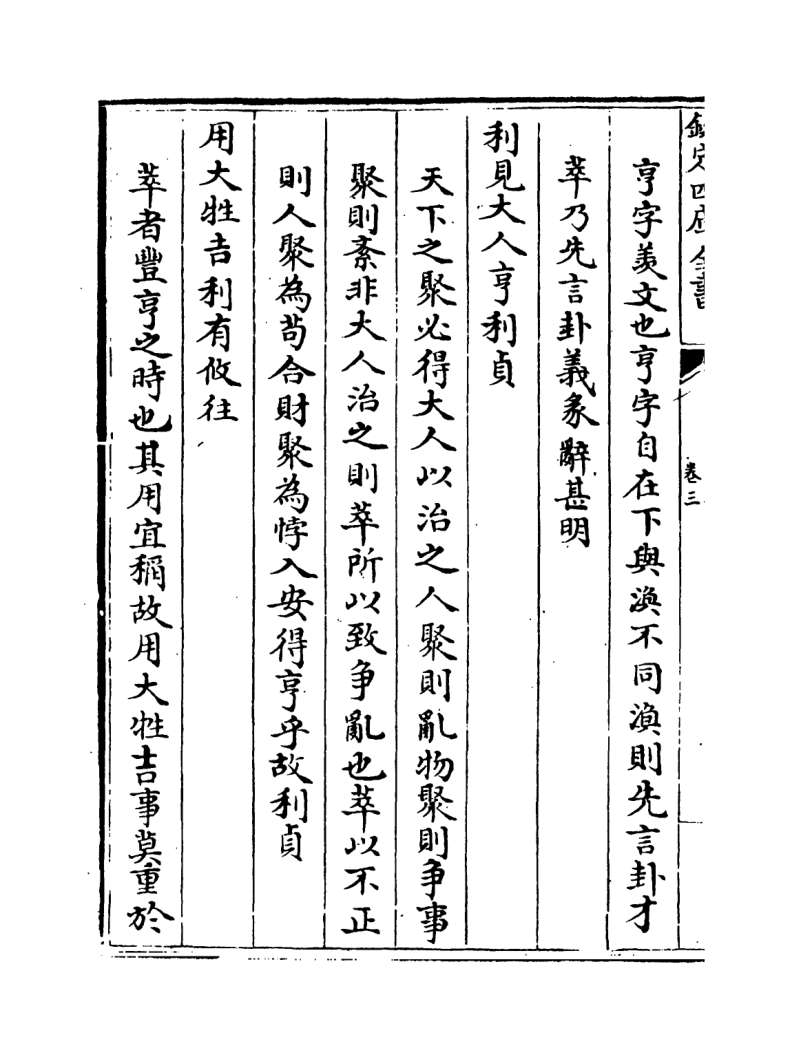 欽定四庫全書
卷三
亨字羨文也亨字自在下與渙不同渙則先言卦才
萃乃先言卦義彖辭甚明
利見大人亨利貞
天下之聚必得大人以治之人聚則亂物聚則爭事
聚則紊非大人治之則萃所以致爭亂也萃以不正
則人聚為苟合財聚為悖入安得亨乎故利貞
用大牲吉利有攸往
萃者豐亨之時也其用宜稱故用大牲吉事莫重於